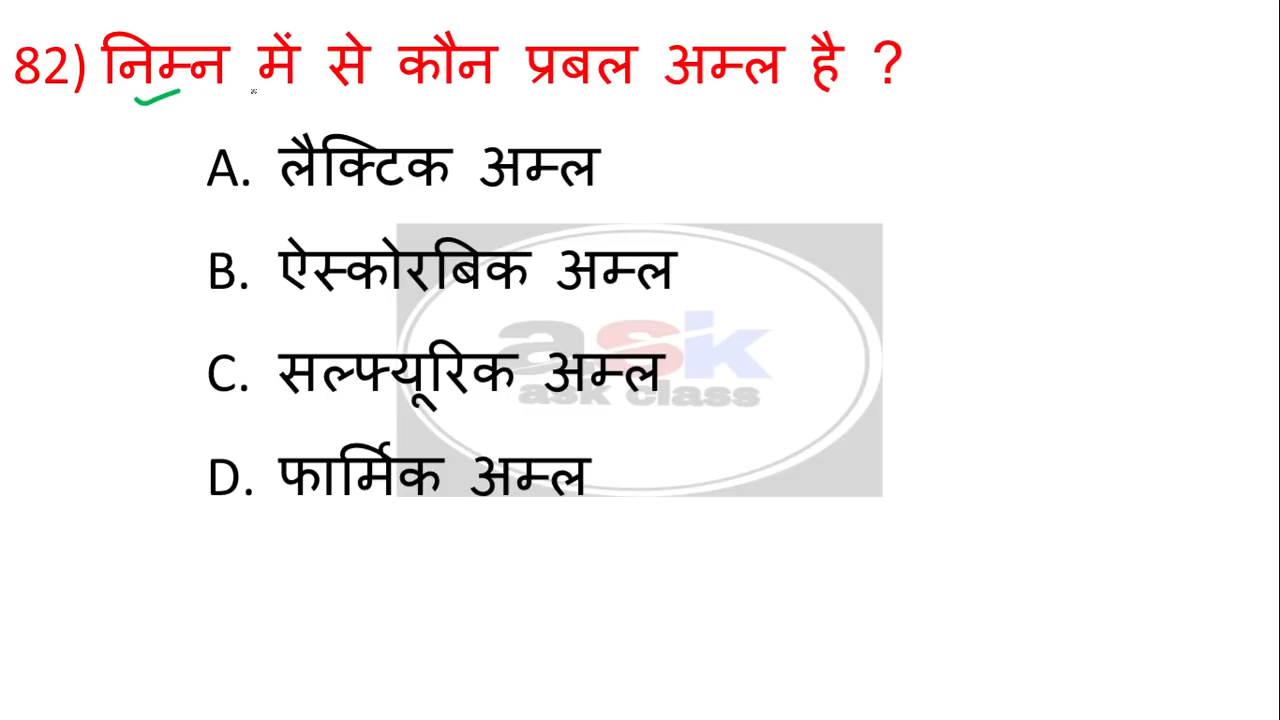 82) निम्न में से कौन प्रबल अम्ल है ?
A. लैक्टिक अम्ल
B. ऐस्कोरबिक अम्ल
ask
C. सल्फ्यूरिक अम्ल
ask class
D. फार्मिक अम्ल